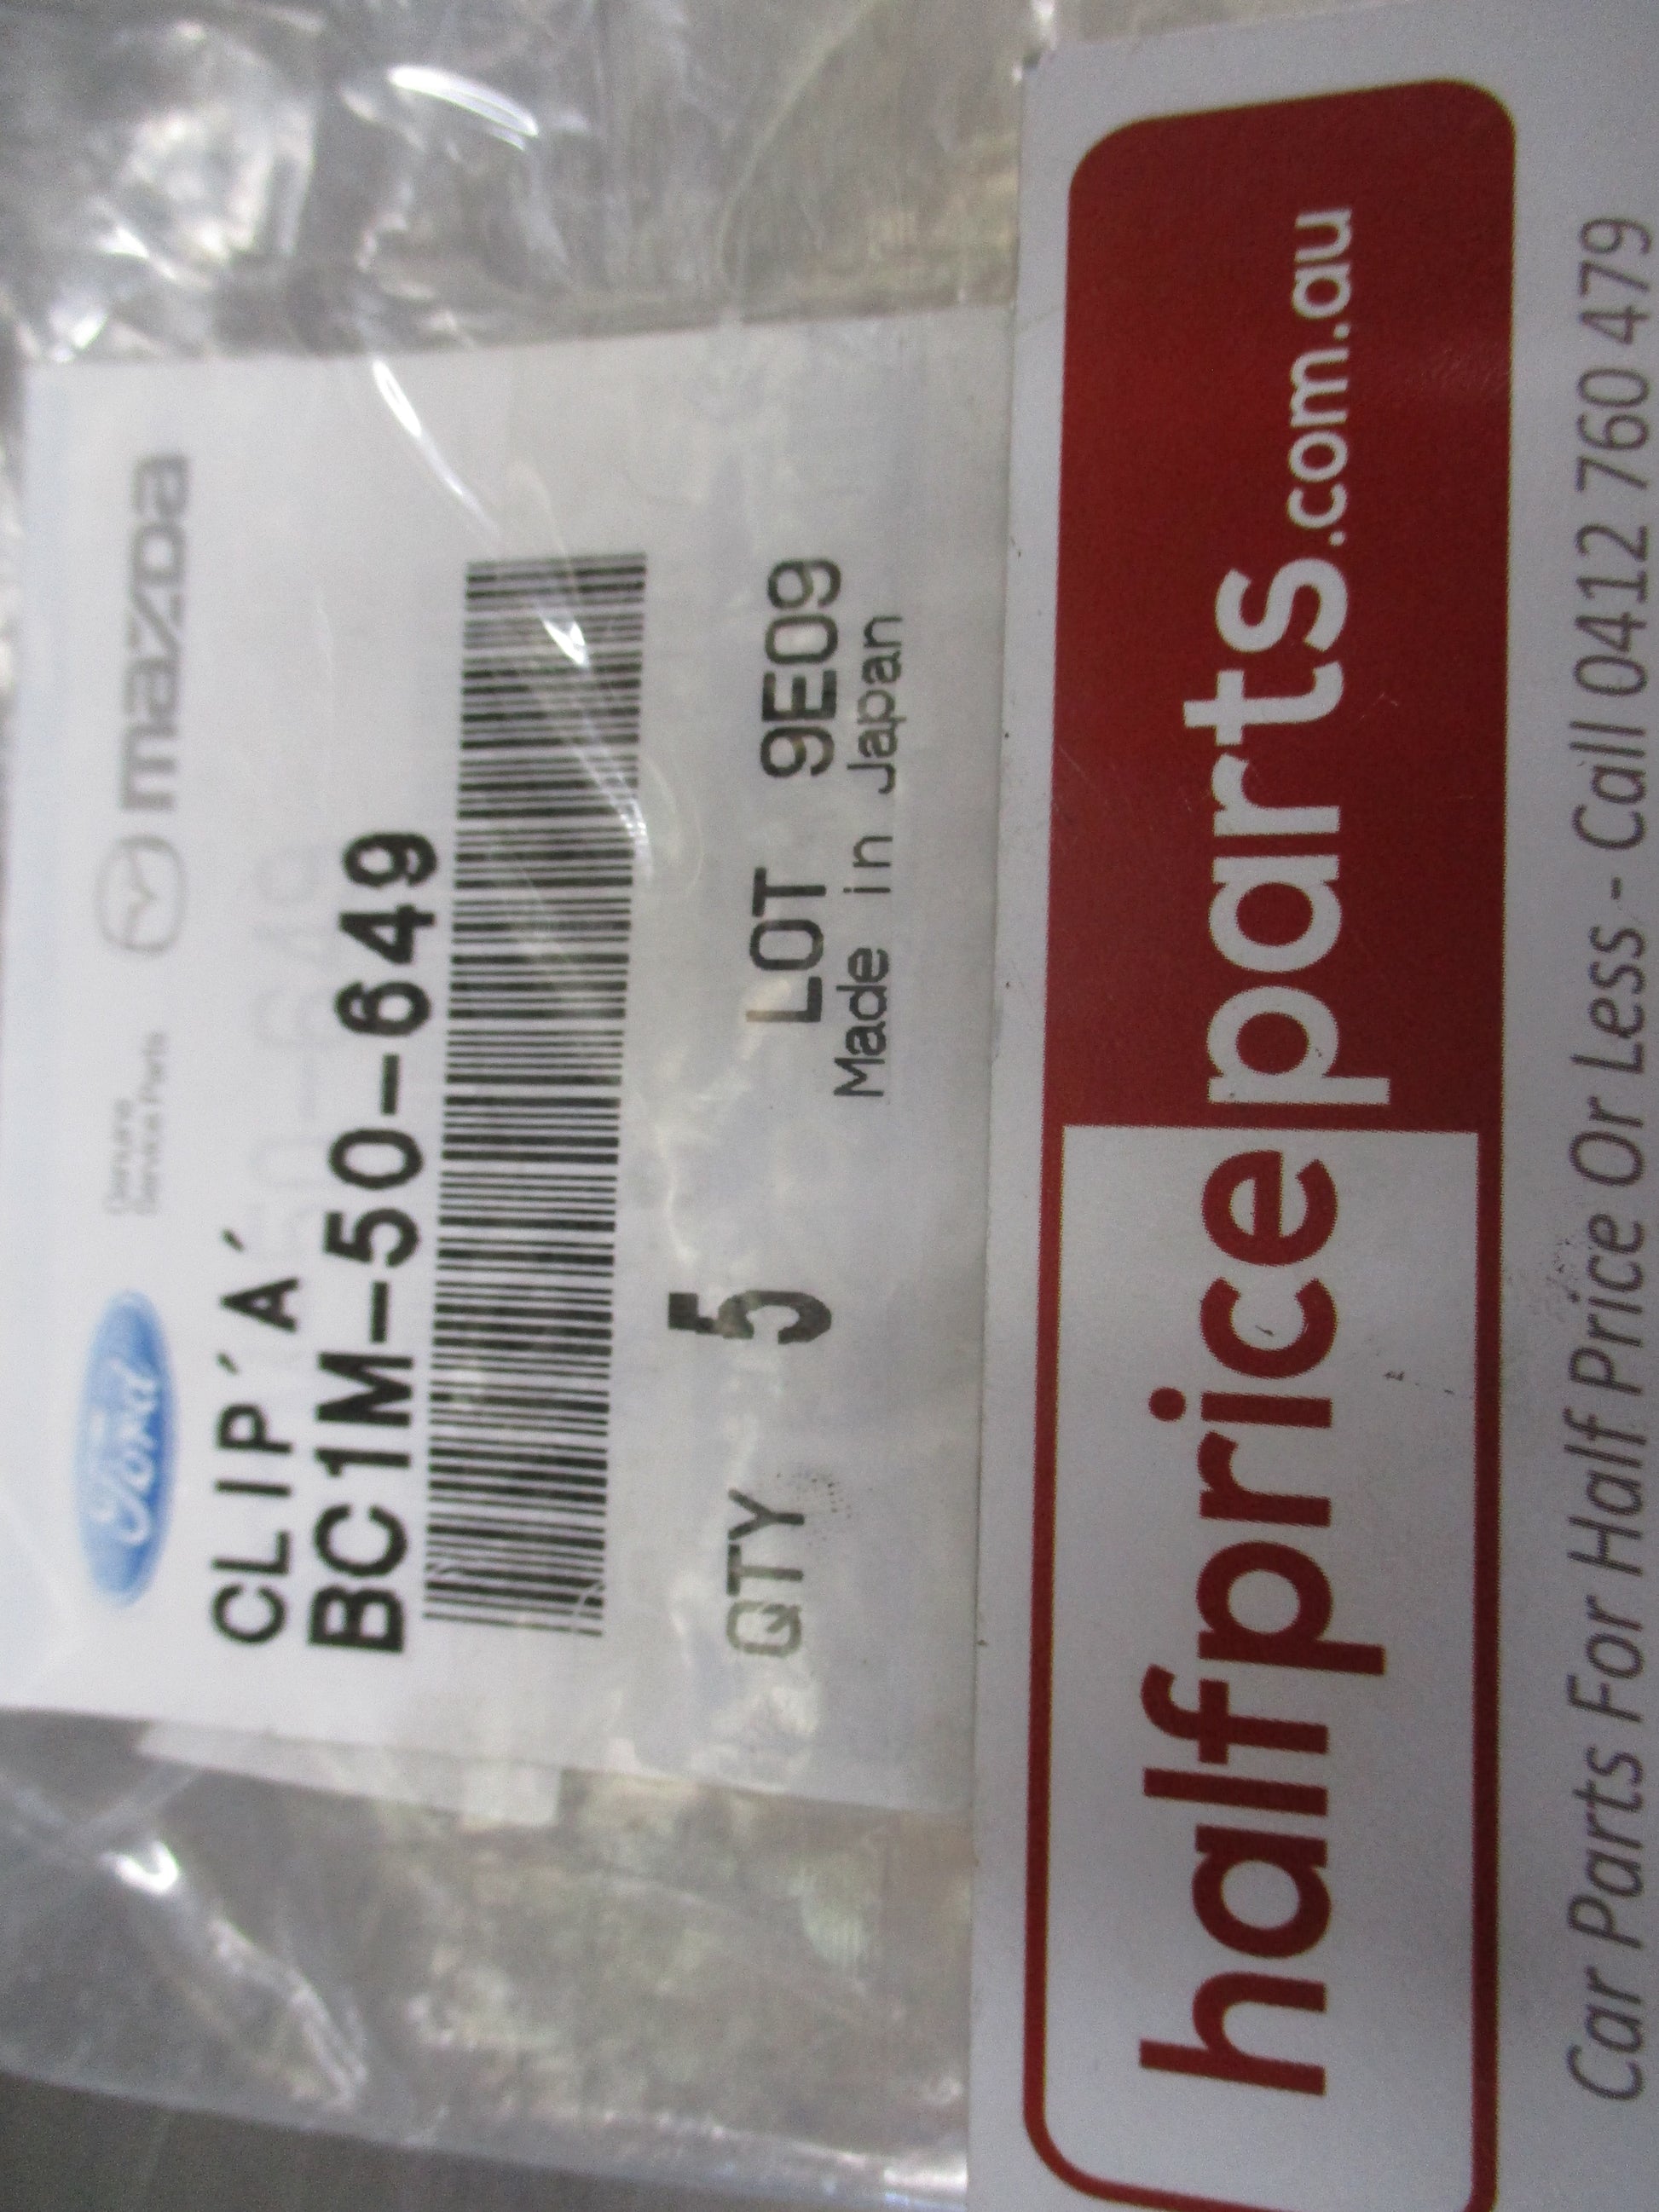 Ford
Genuine
Service Parts
mazda
CLIP´A´
BC1M-50-649
QTY 5
LOT 9E09
Made in Japan
halfpriceparts.com.au
Car Parts For Half Price Or Less - Call 0412 760 479